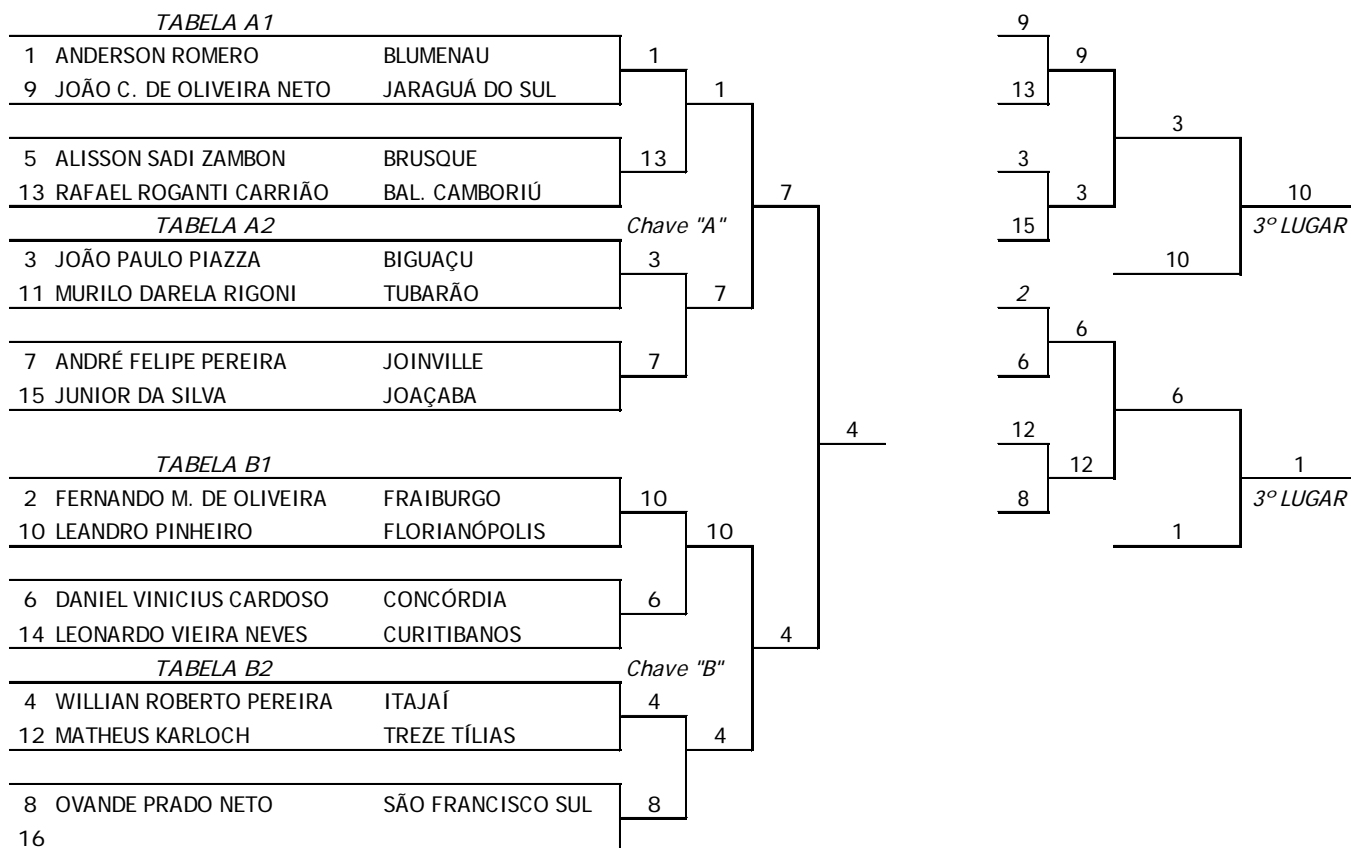 TABELA A1 9
1 ANDERSON ROMERO BLUMENAU 1 9
9 JOÃO C. DE OLIVEIRA NETO JARAGUÁ DO SUL 1 13
3
5 ALISSON SADI ZAMBON BRUSQUE 13 3
13 RAFAEL ROGANTI CARRIÃO BAL. CAMBORIÚ 7 3 10
TABELA A2 Chave "A" 15 3º LUGAR
3 JOÃO PAULO PIAZZA BIGUAÇU 3 10
11 MURILO DARELA RIGONI TUBARÃO 7 2
6
7 ANDRÉ FELIPE PEREIRA JOINVILLE 7 6
15 JUNIOR DA SILVA JOAÇABA 6
4 12
TABELA B1 12 1
2 FERNANDO M. DE OLIVEIRA FRAIBURGO 10 8 3º LUGAR
10 LEANDRO PINHEIRO FLORIANÓPOLIS 10 1
6 DANIEL VINICIUS CARDOSO CONCÓRDIA 6
14 LEONARDO VIEIRA NEVES CURITIBANOS 4
TABELA B2 Chave "B"
4 WILLIAN ROBERTO PEREIRA ITAJAÍ 4
12 MATHEUS KARLOCH TREZE TÍLIAS 4
8 OVANDE PRADO NETO SÃO FRANCISCO SUL 8
16